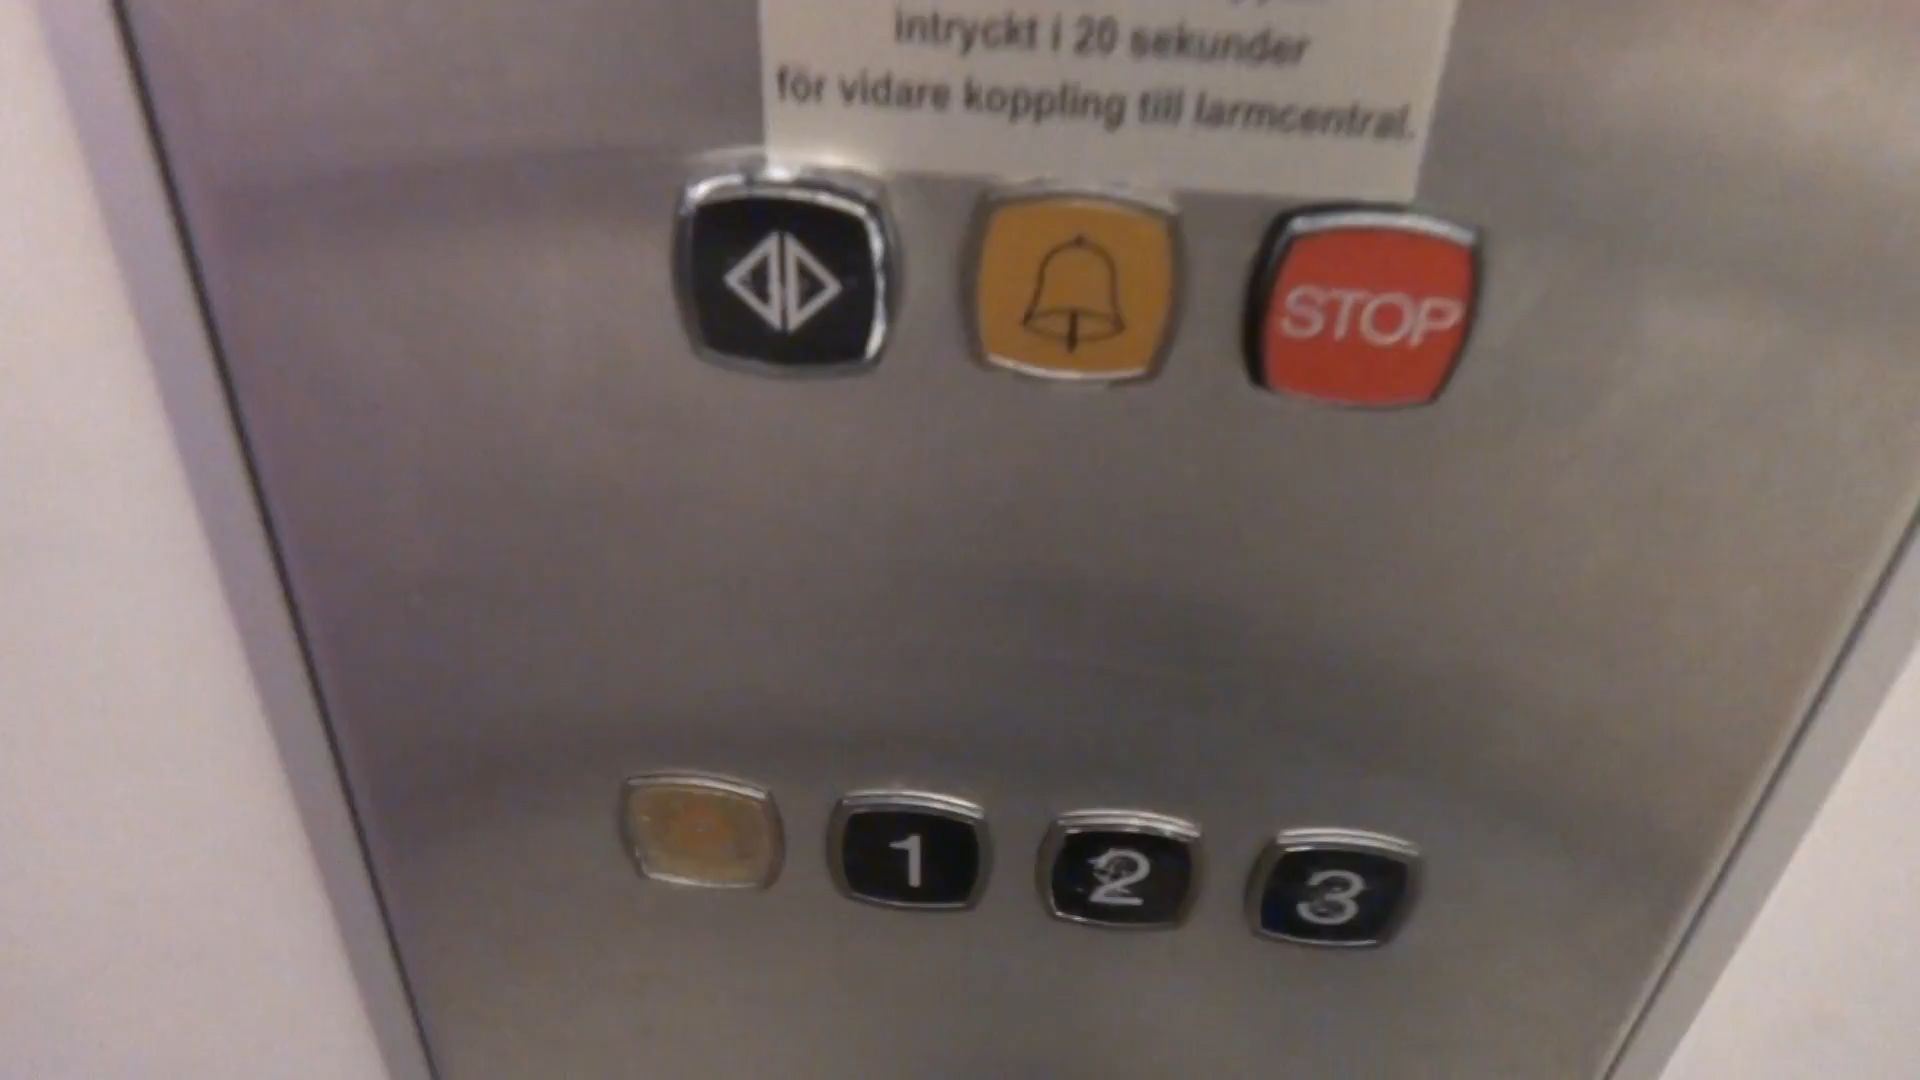 intryckt i 20 sekunder
för vidare koppling till larmcentral.
STOP
1
2
3